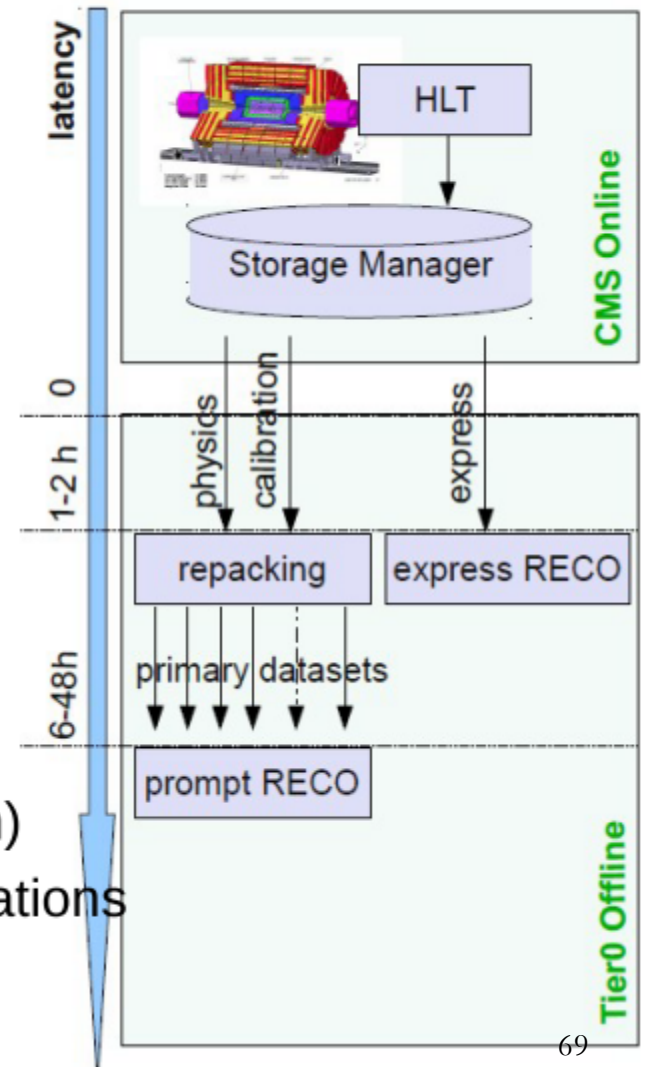 latency
HLT
Storage Manager
CMS Online
0
physics
calibration
express
1-2 h
repacking
express RECO
primary datasets
6-48h
prompt RECO
)
ations
Tier0 Offline
69